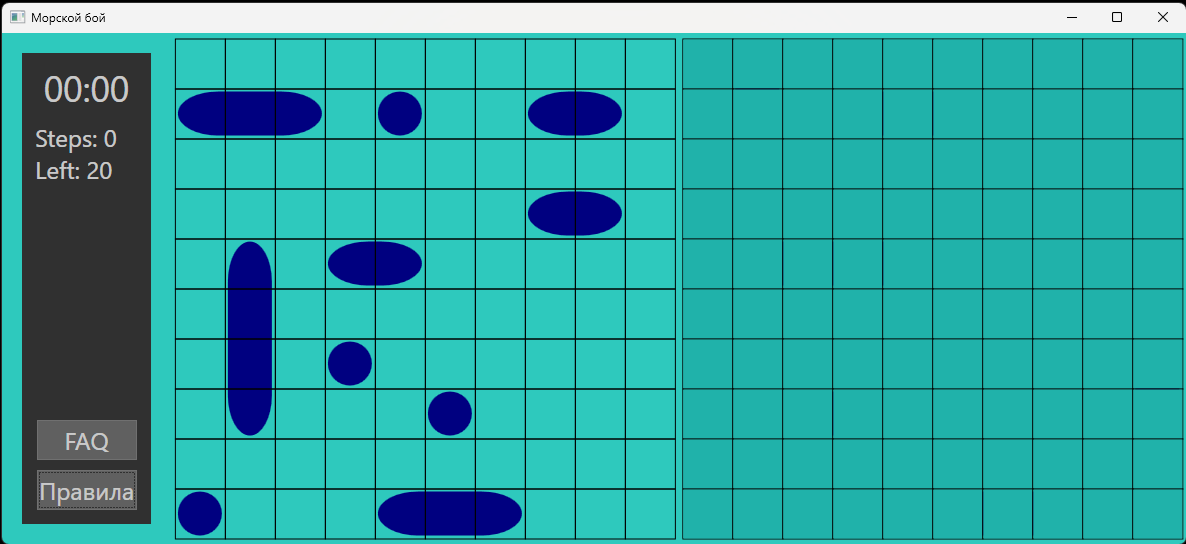 Морской бой
00:00
Steps: 0
Left: 20
FAQ
Правила